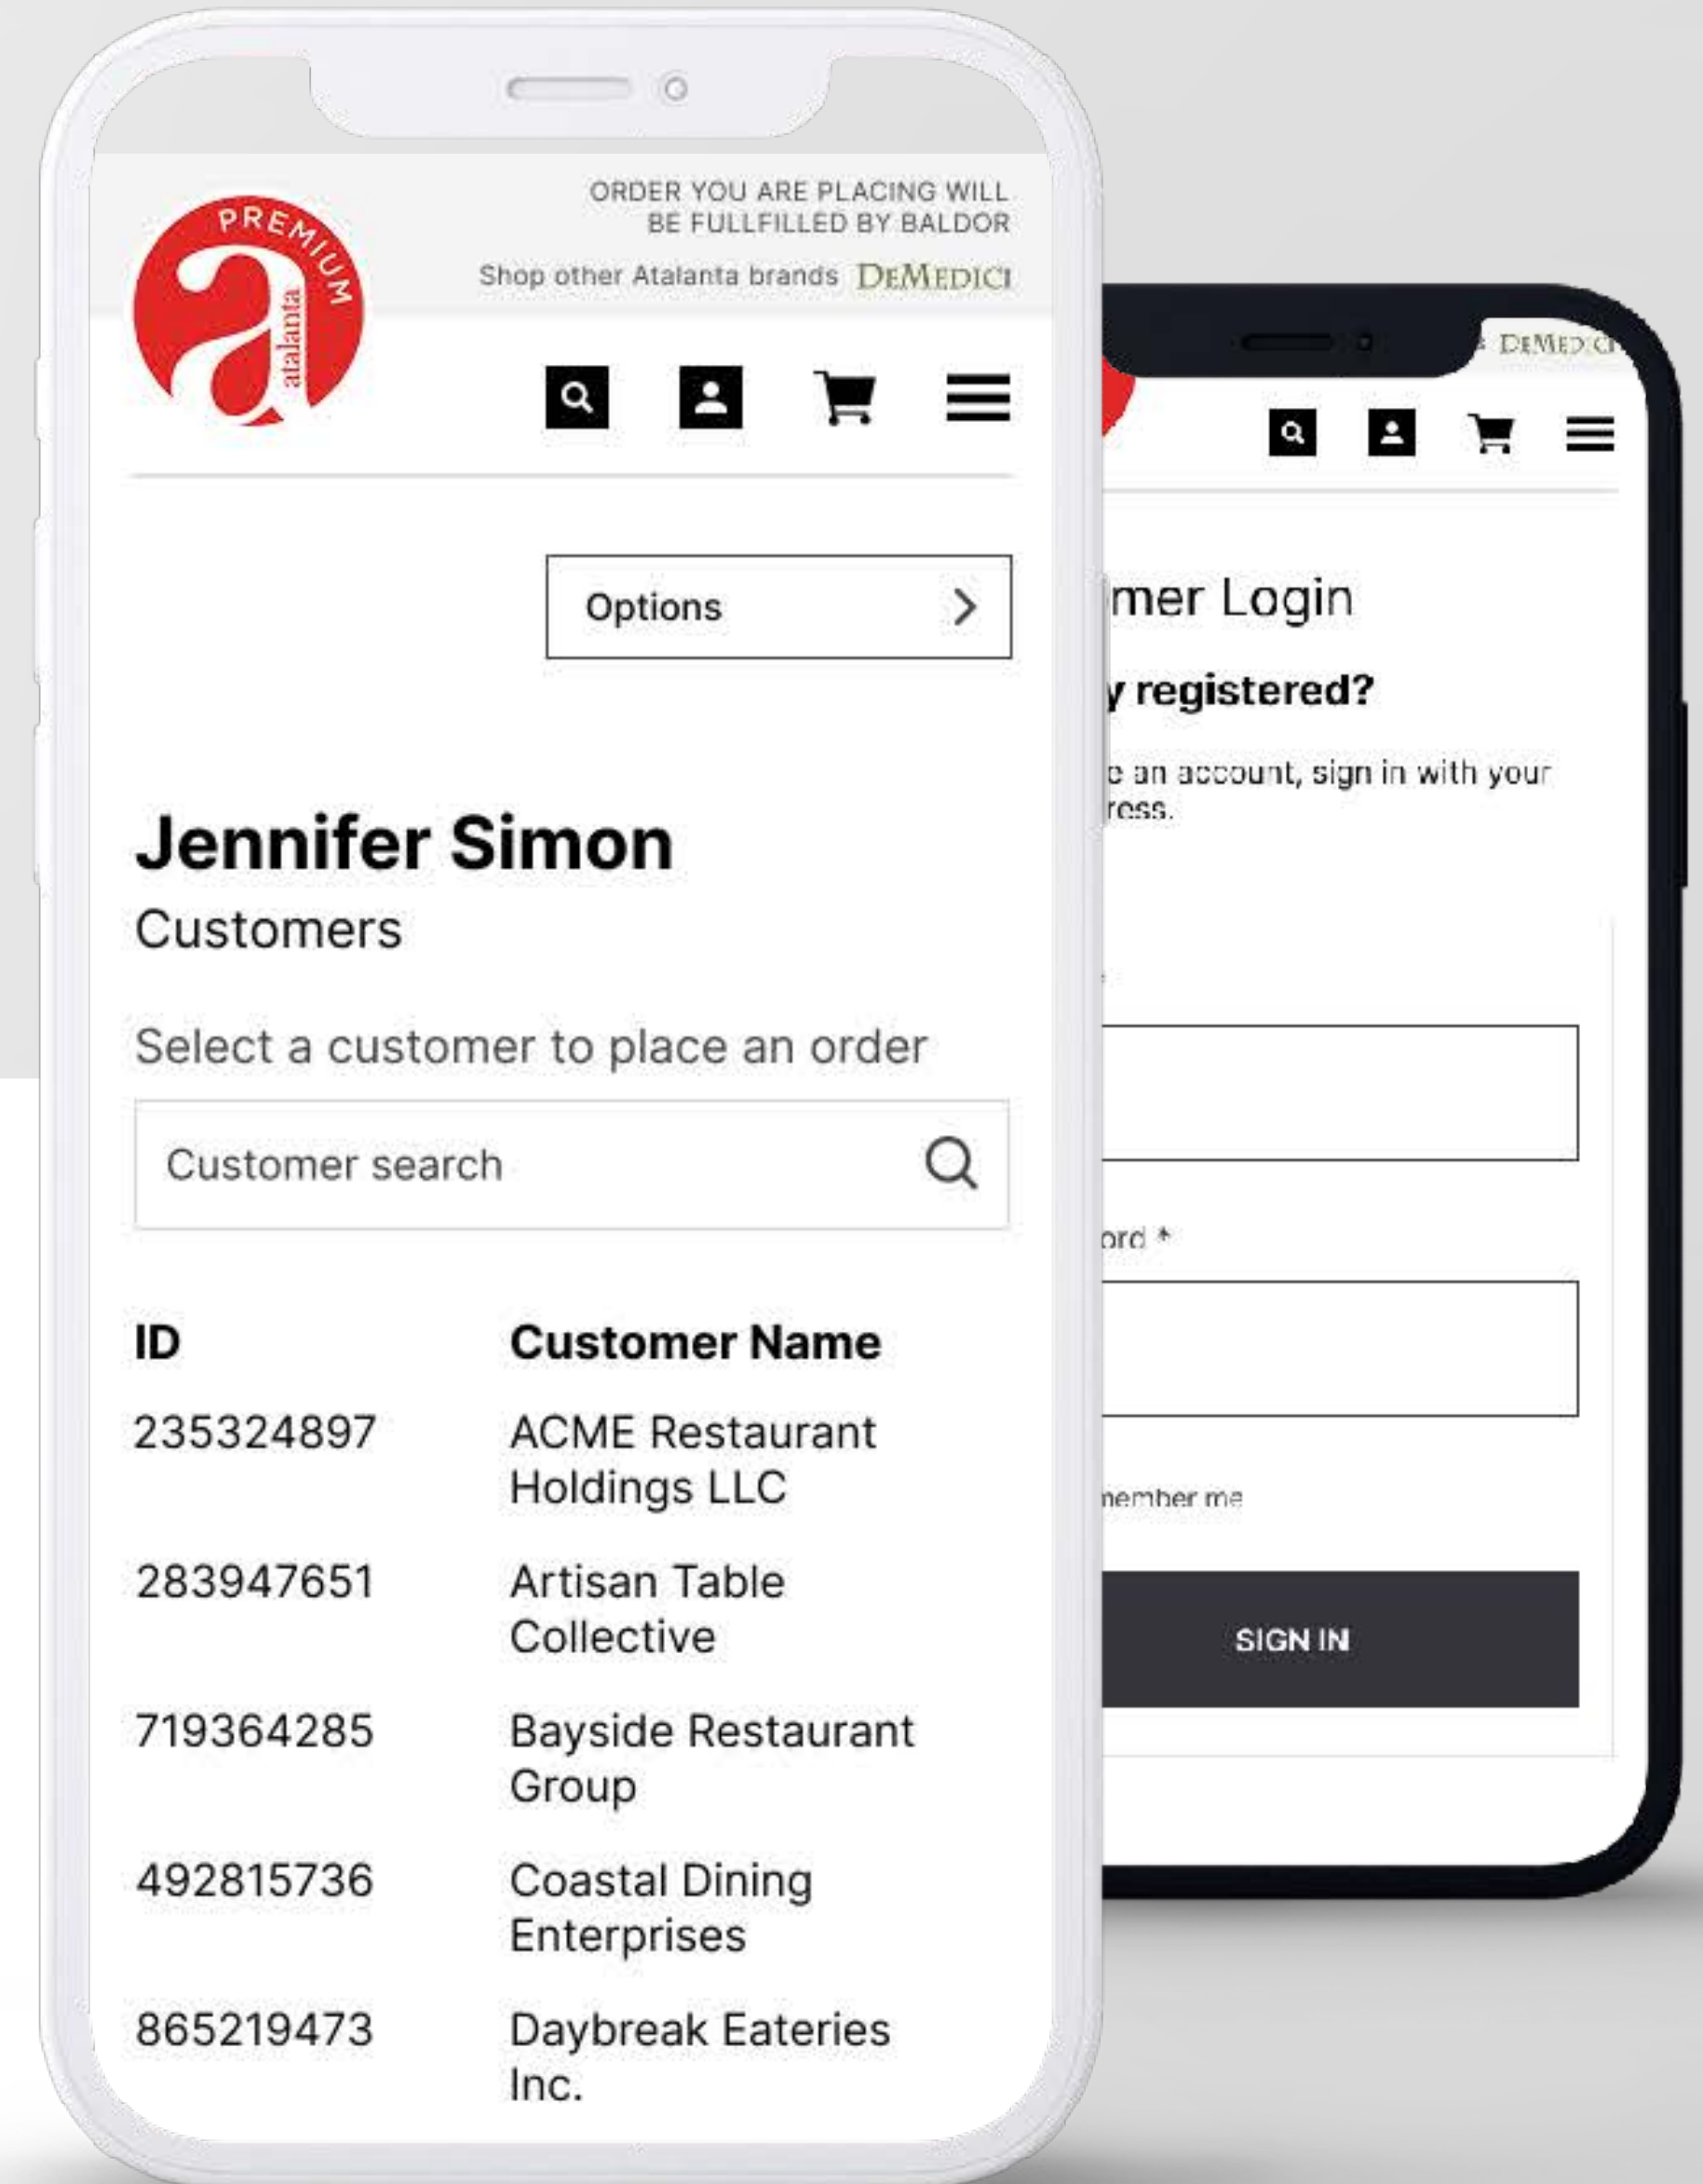 PREMIUM
atalanta
ORDER YOU ARE PLACING WILL
BE FULLFILLED BY BALDOR
Shop other Atalanta brands DEMEDICI
Options
Jennifer Simon
Customers
Select a customer to place an order
Customer search
ID Customer Name
235324897 ACME Restaurant
Holdings LLC
283947651 Artisan Table
Collective
719364285 Bayside Restaurant
Group
492815736 Coastal Dining
Enterprises
865219473 Daybreak Eateries
Inc.
DEMEDICI
mer Login
y registered?
e an account, sign in with your
ress.
ord *
member me
SIGN IN